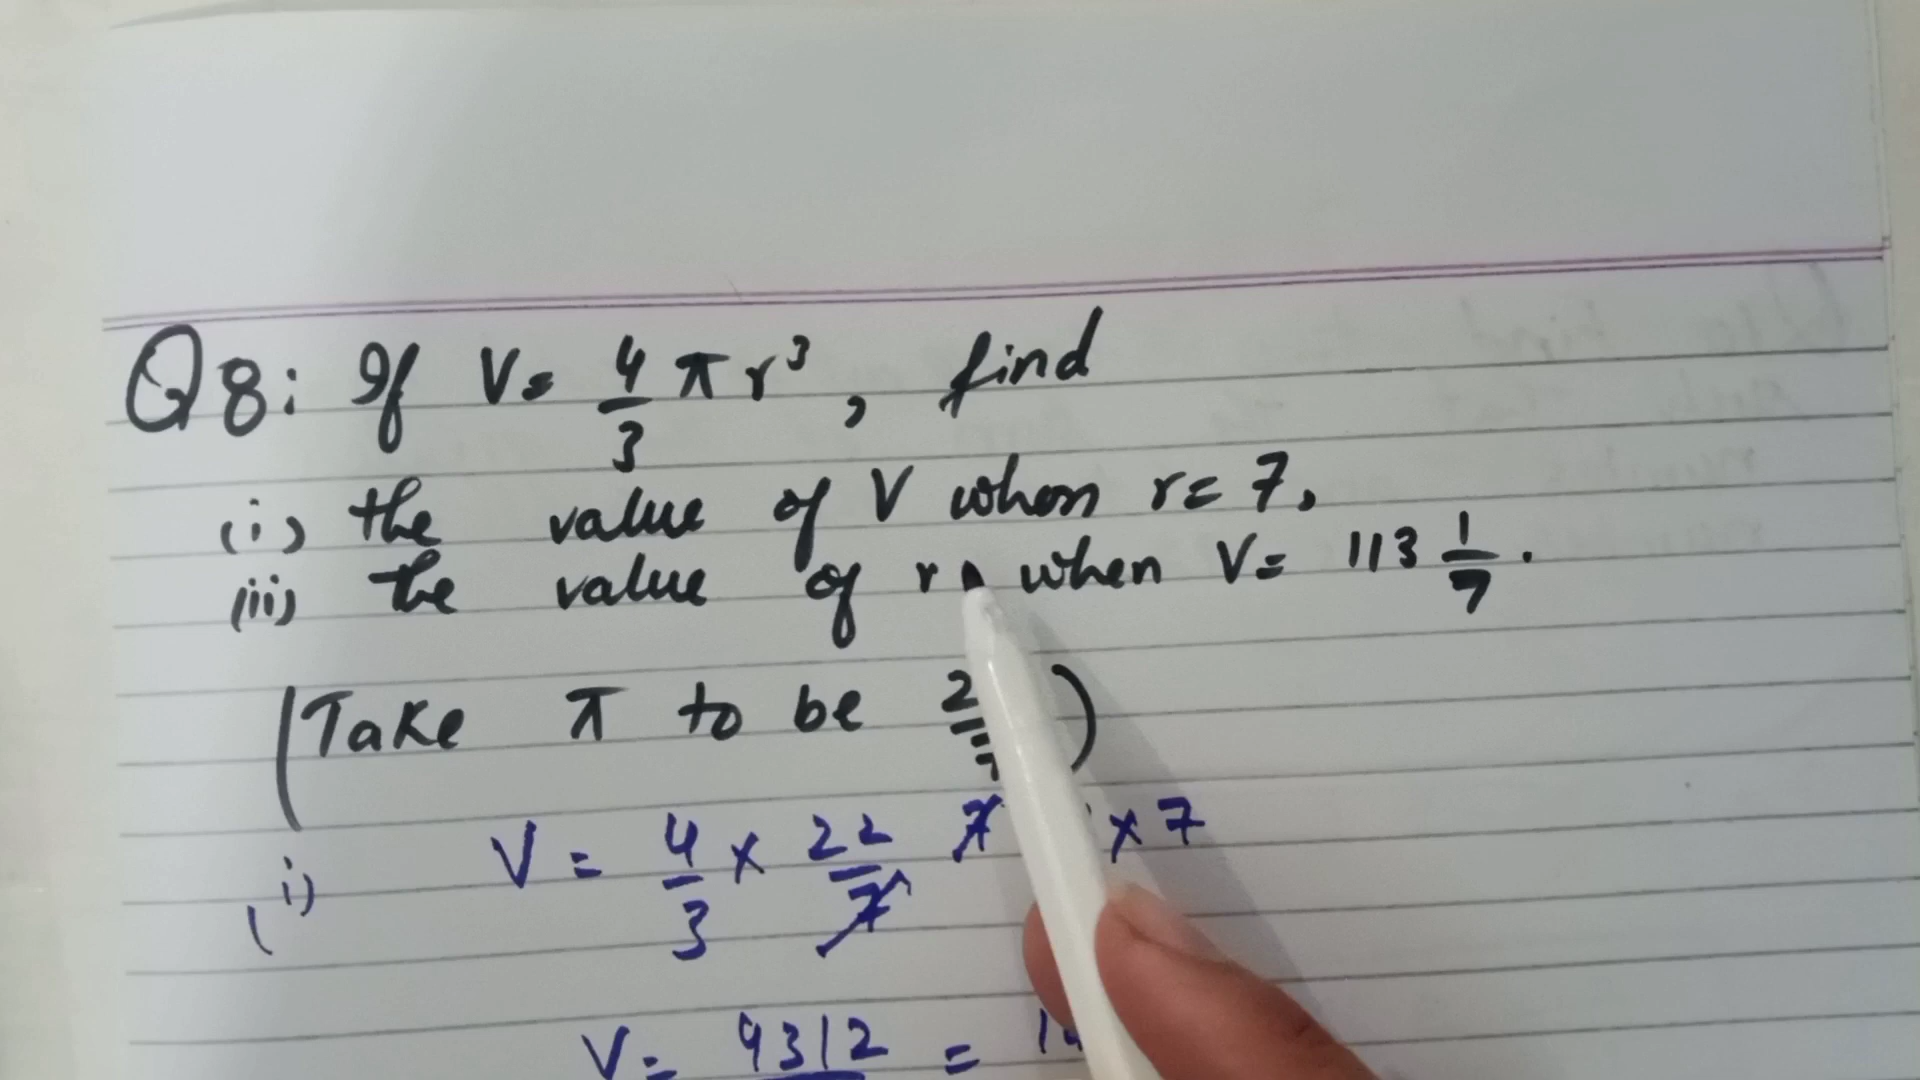 Q8: If V= 4/3 π r³, find
(i) the value of V when r= 7,
(ii) the value of r when V= 113 1/7.
(Take π to be 2 )
(i) V = 4/3 × 22/7 7 × 7
V= 4312 = 1